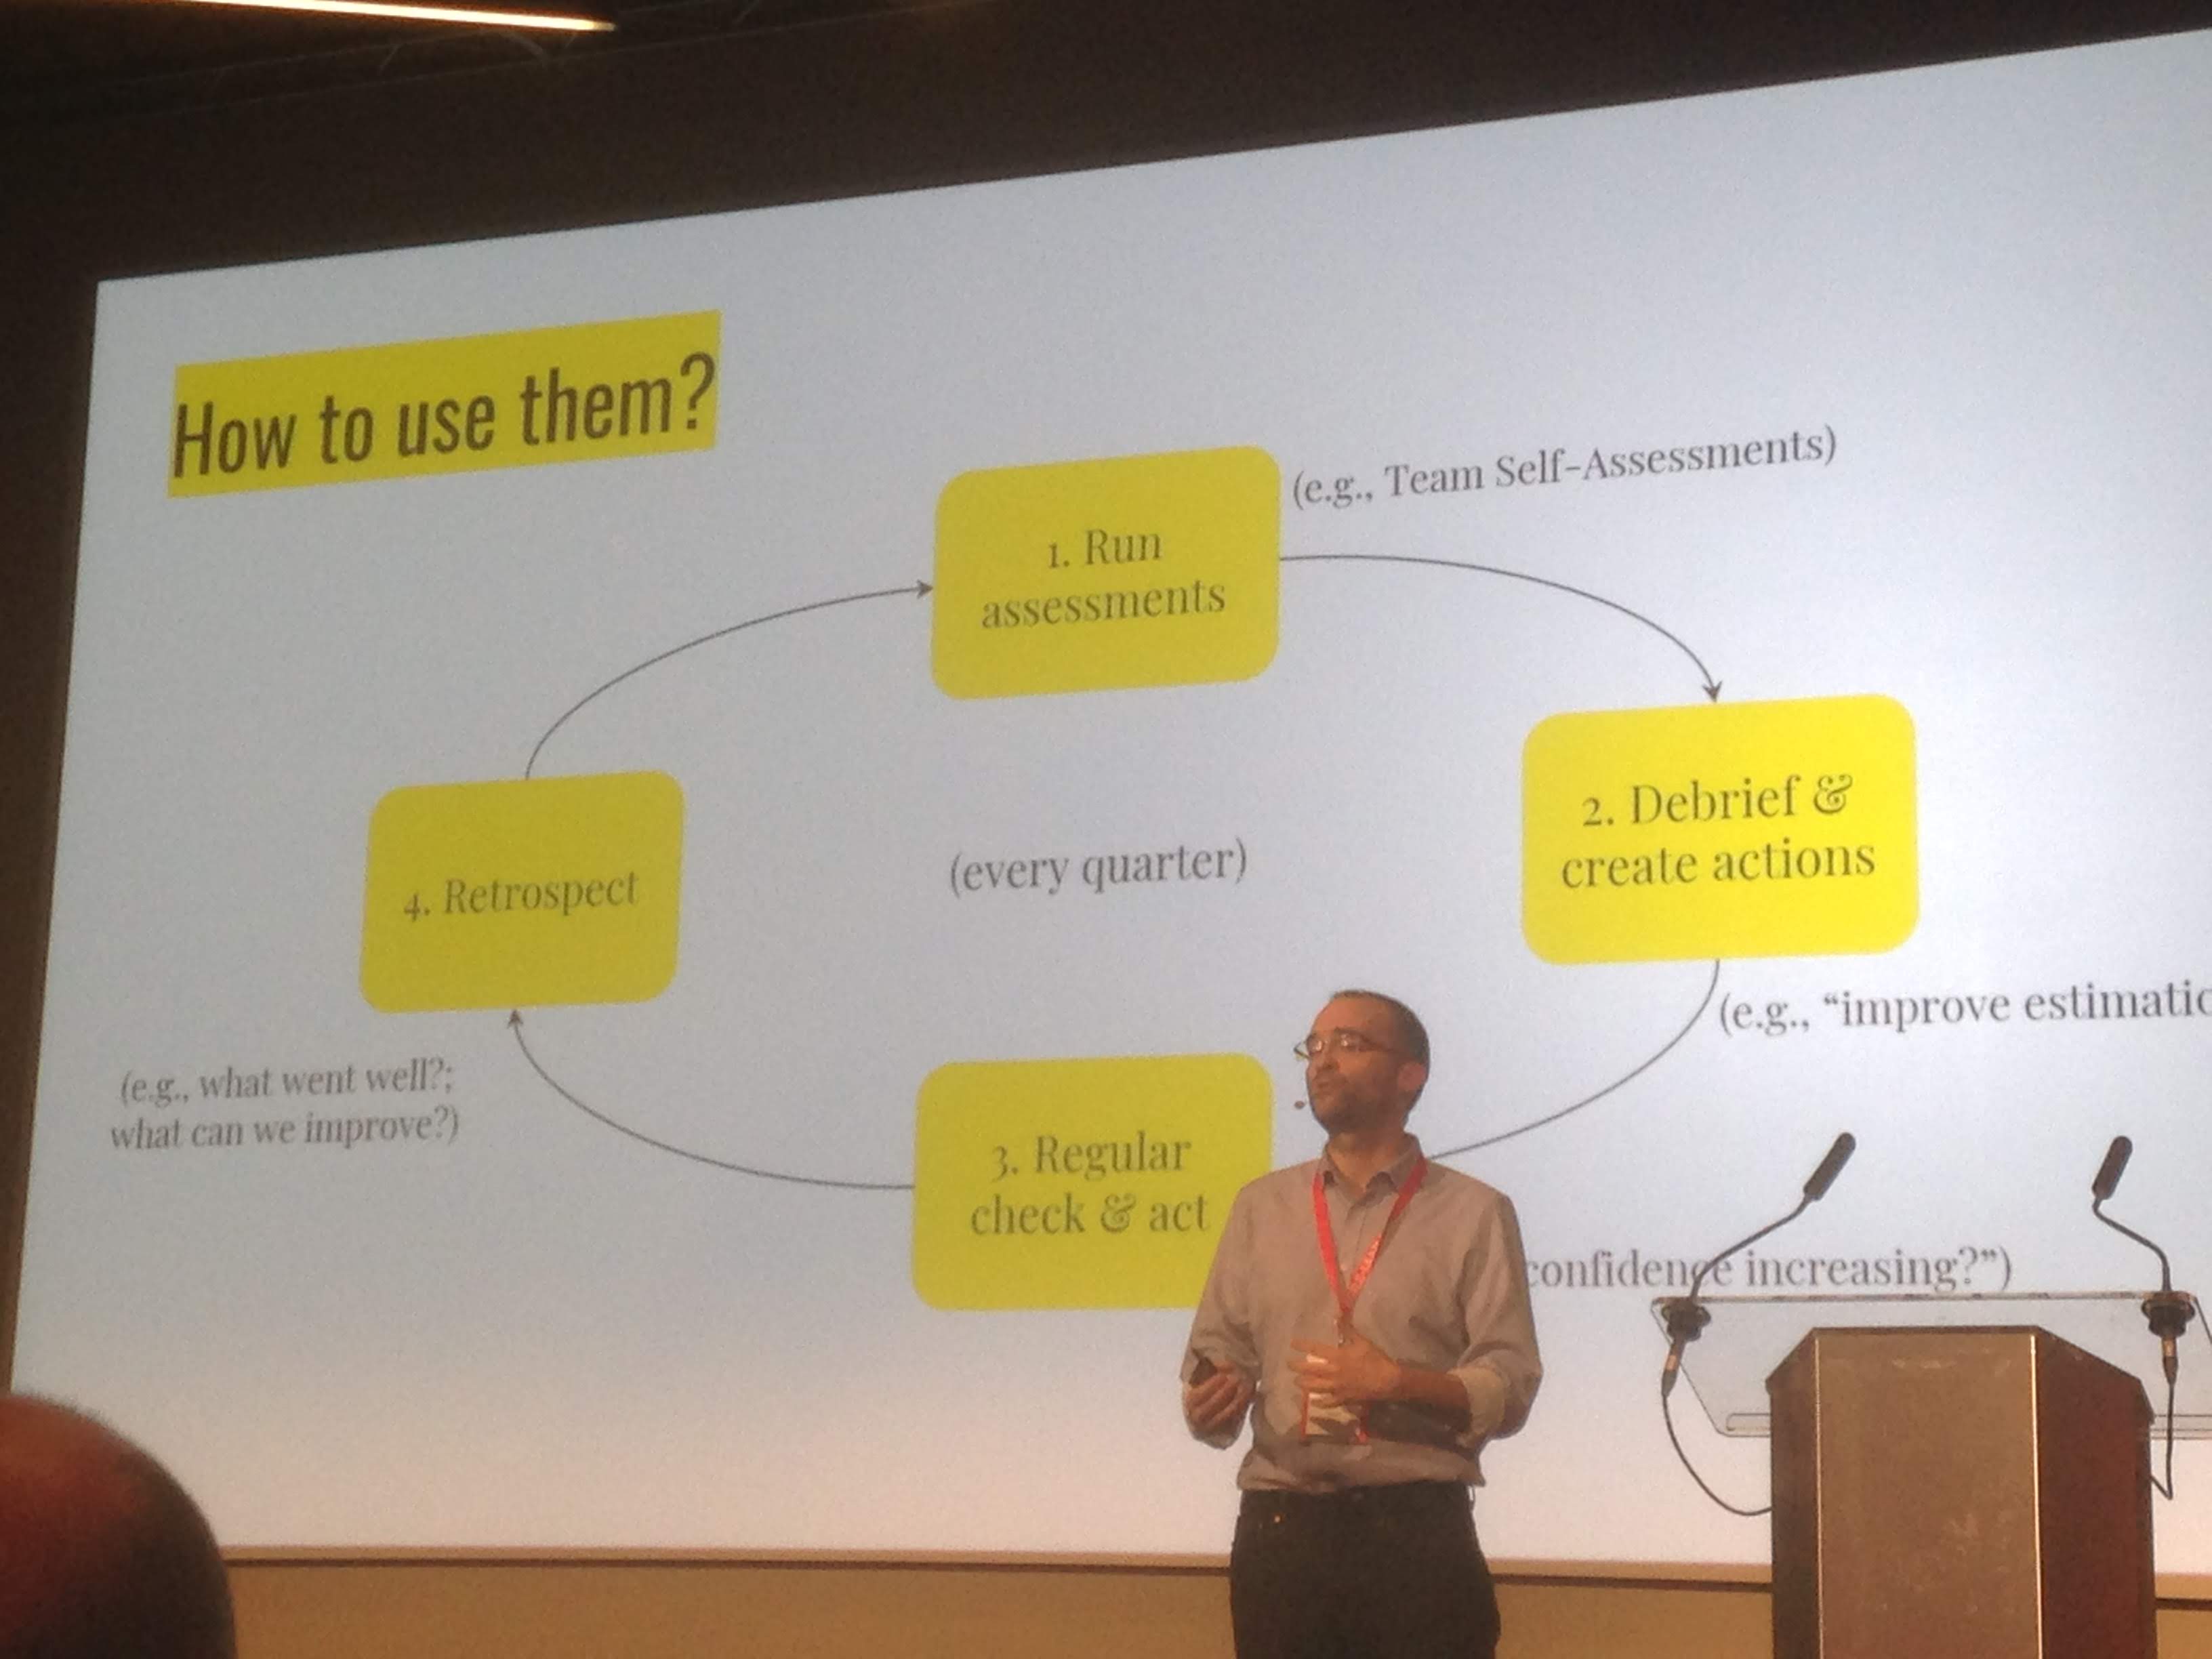 How to use them?
(e.g., Team Self-Assessments)
1. Run
assessments
2. Debrief &
create actions
4. Retrospect
(every quarter)
(e.g., “improve
(e.g., what went well?;
what can we improve?)
3. Regular
check & act
confidence increasing?”)